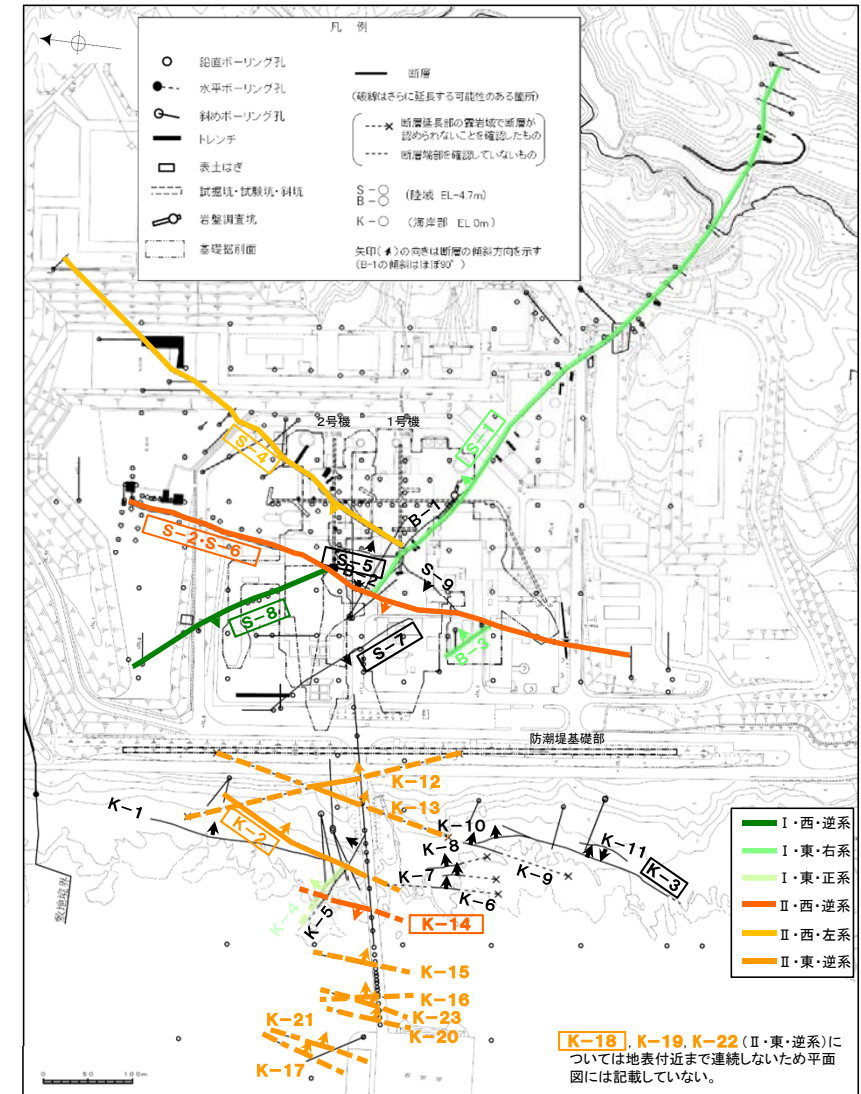 凡　例
鉛直ボーリング孔
水平ボーリング孔
斜めボーリング孔
トレンチ
表土はぎ
試掘坑・試験坑・斜坑
岩盤調査坑
基礎掘削面
断層
(破線はさらに延長する可能性のある箇所)
断層延長部の露岩域で断層が
認められないことを確認したもの
断層端部を確認していないもの
S-○
B-○
(陸域 EL-4.7m)
K-○
(海岸部 EL 0m)
矢印( )の向きは断層の傾斜方向を示す
(B-1の傾斜はほぼ90°)
2号機
1号機
S-1
S-4
B-1
S-2・S-6
S-5
B-2
S-9
S-8
S-7
B-3
防潮堤基礎部
K-12
K-13
K-1
K-2
K-10
K-8
K-11
K-7
K-9
K-3
K-6
K-4
K-5
K-14
敷地境界
K-15
K-16
K-23
K-21
K-20
K-17
I・西・逆系
I・東・右系
I・東・正系
II・西・逆系
II・西・左系
II・東・逆系
K-18, K-19, K-22 (II・東・逆系)に
ついては地表付近まで連続しないため平面
図には記載していない。
0 50 100m